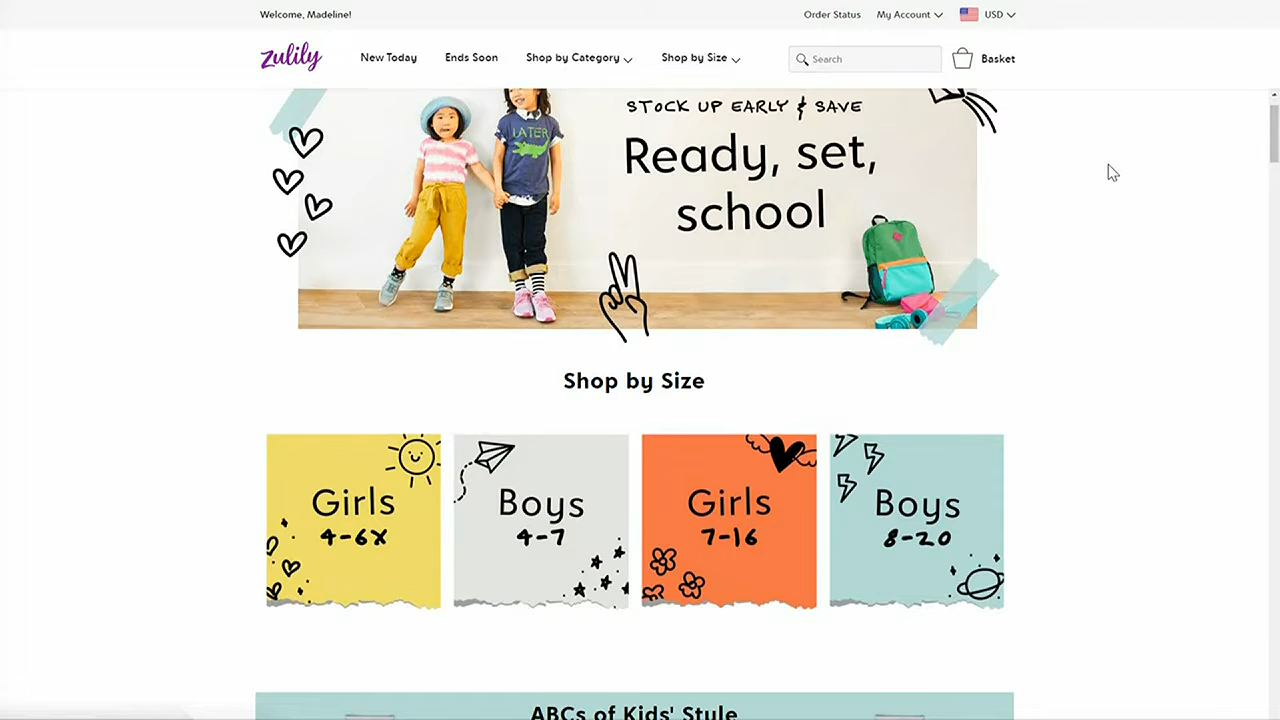 Welcome, Madeline!
Order Status
My Account
USD
zulily
New Today
Ends Soon
Shop by Category
Shop by Size
Search
Basket
STOCK UP EARLY & SAVE
Ready, set,
school
LATER
Shop by Size
Girls
4-6X
Boys
4-7
Girls
7-16
Boys
8-20
ABCs of Kids' Style